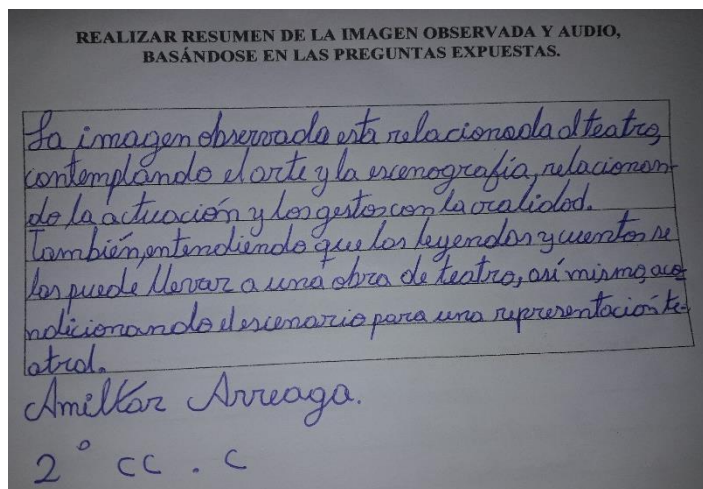 REALIZAR RESUMEN DE LA IMAGEN OBSERVADA Y AUDIO,
BASÁNDOSE EN LAS PREGUNTAS EXPUESTAS.
La imagen observada esta relacionada al teatro,
contemplando el arte y la escenografía, relacionan-
do la actuación y los gestos con la oralidad.
También, entendiendo que las leyendas y cuentos se
los puede llevar a una obra de teatro, así mismo, aco-
ndicionando el escenario para una representación te-
atral.
Amilkar Arreaga.
2° CC . C